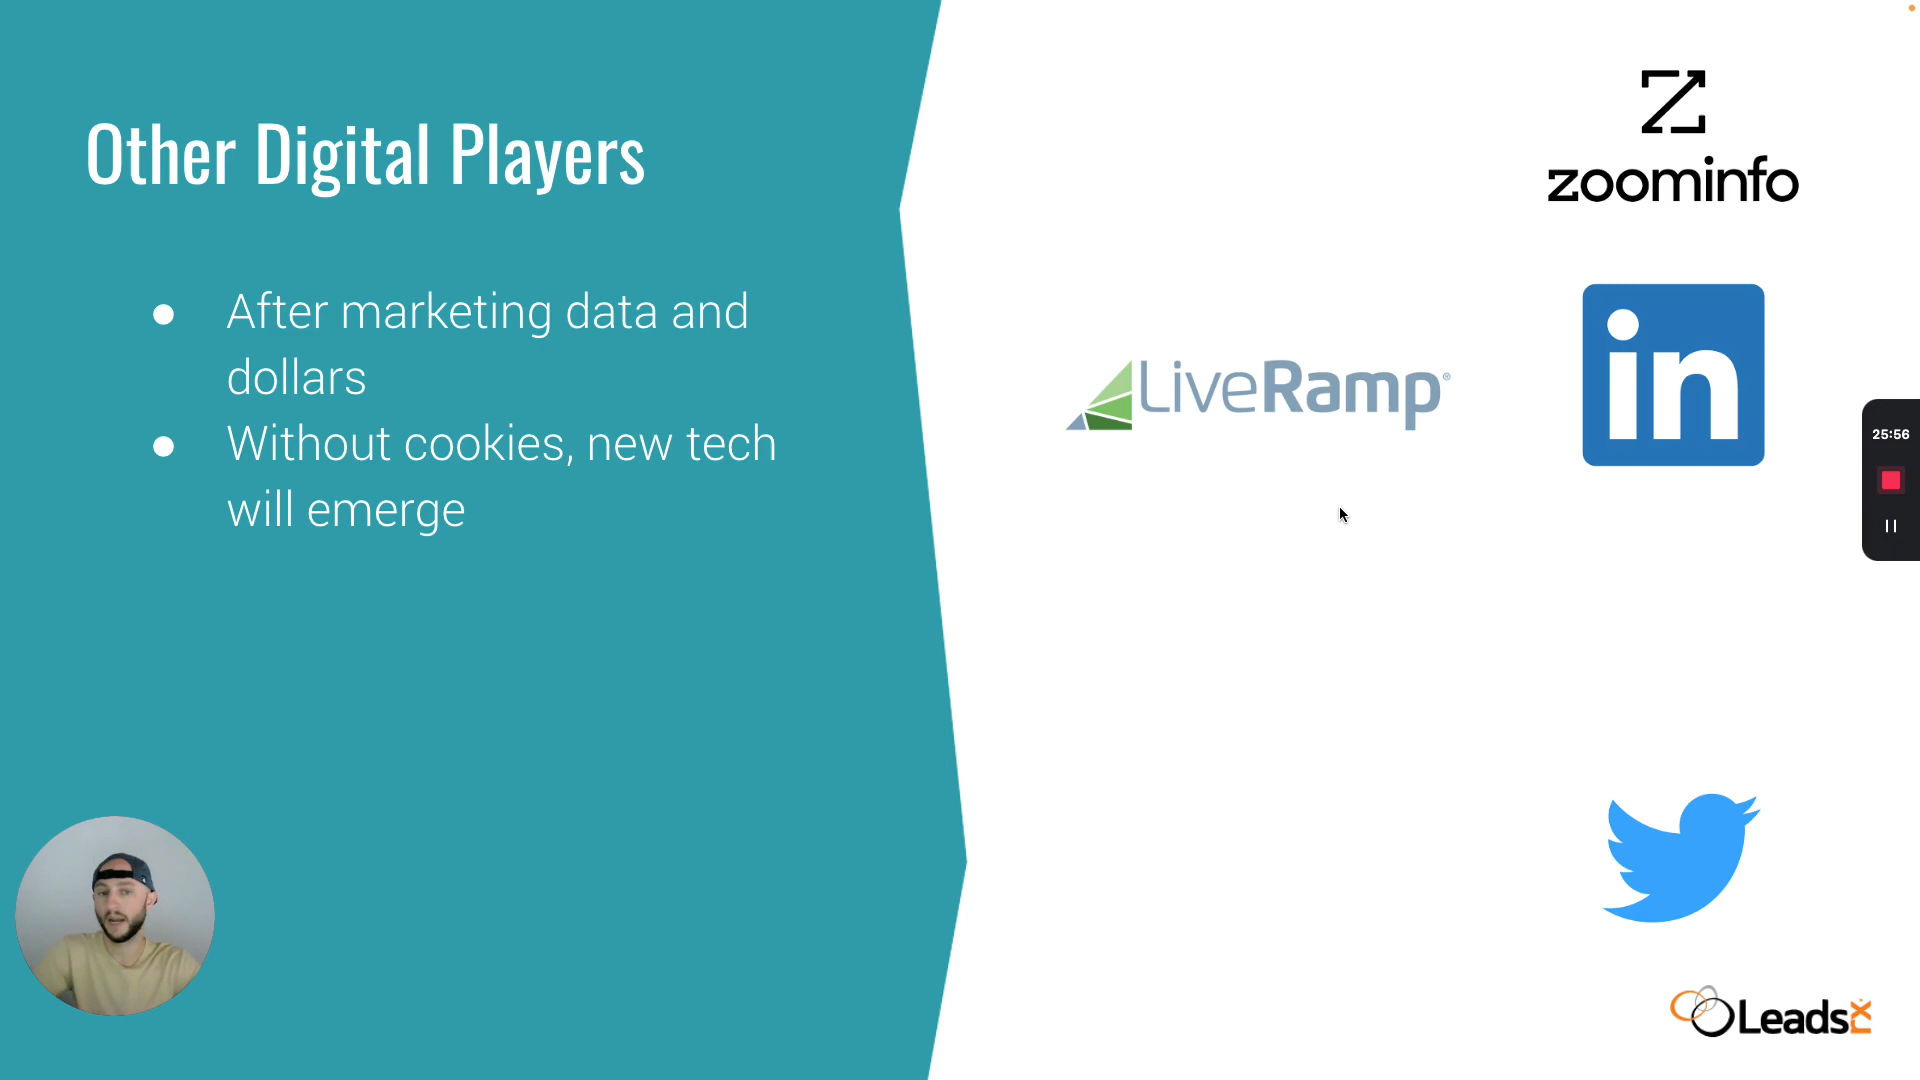 Other Digital Players
● After marketing data and
dollars
● Without cookies, new tech
will emerge
zoominfo
LiveRamp®
in
25:56
LeadsRX